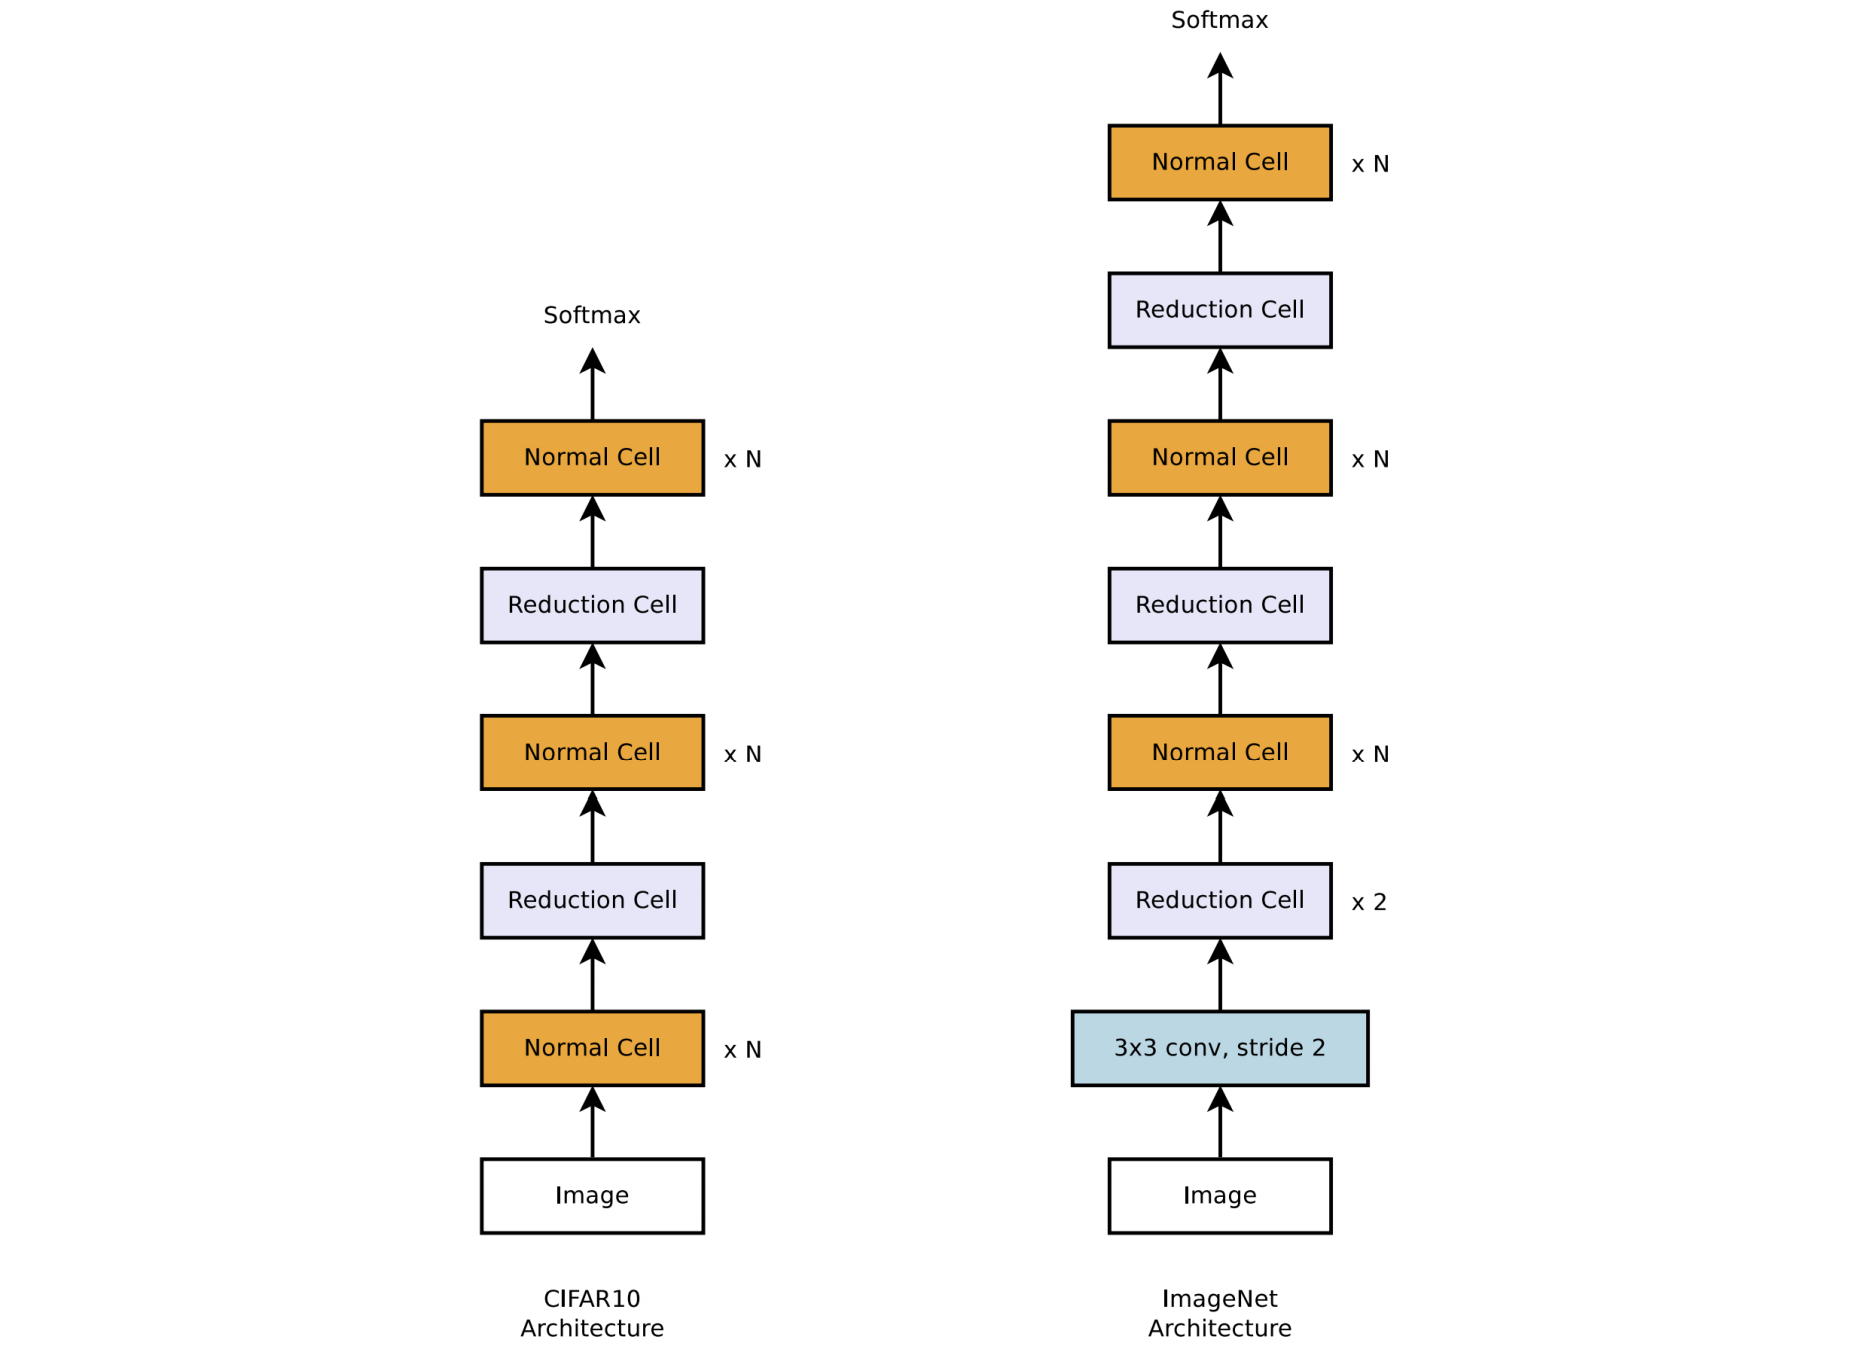 Softmax
Normal Cell
x N
Reduction Cell
Normal Cell
x N
Reduction Cell
Normal Cell
x N
Image
CIFAR10
Architecture
Softmax
Normal Cell
x N
Reduction Cell
Normal Cell
x N
Reduction Cell
Normal Cell
x N
Reduction Cell
x 2
3x3 conv, stride 2
Image
ImageNet
Architecture